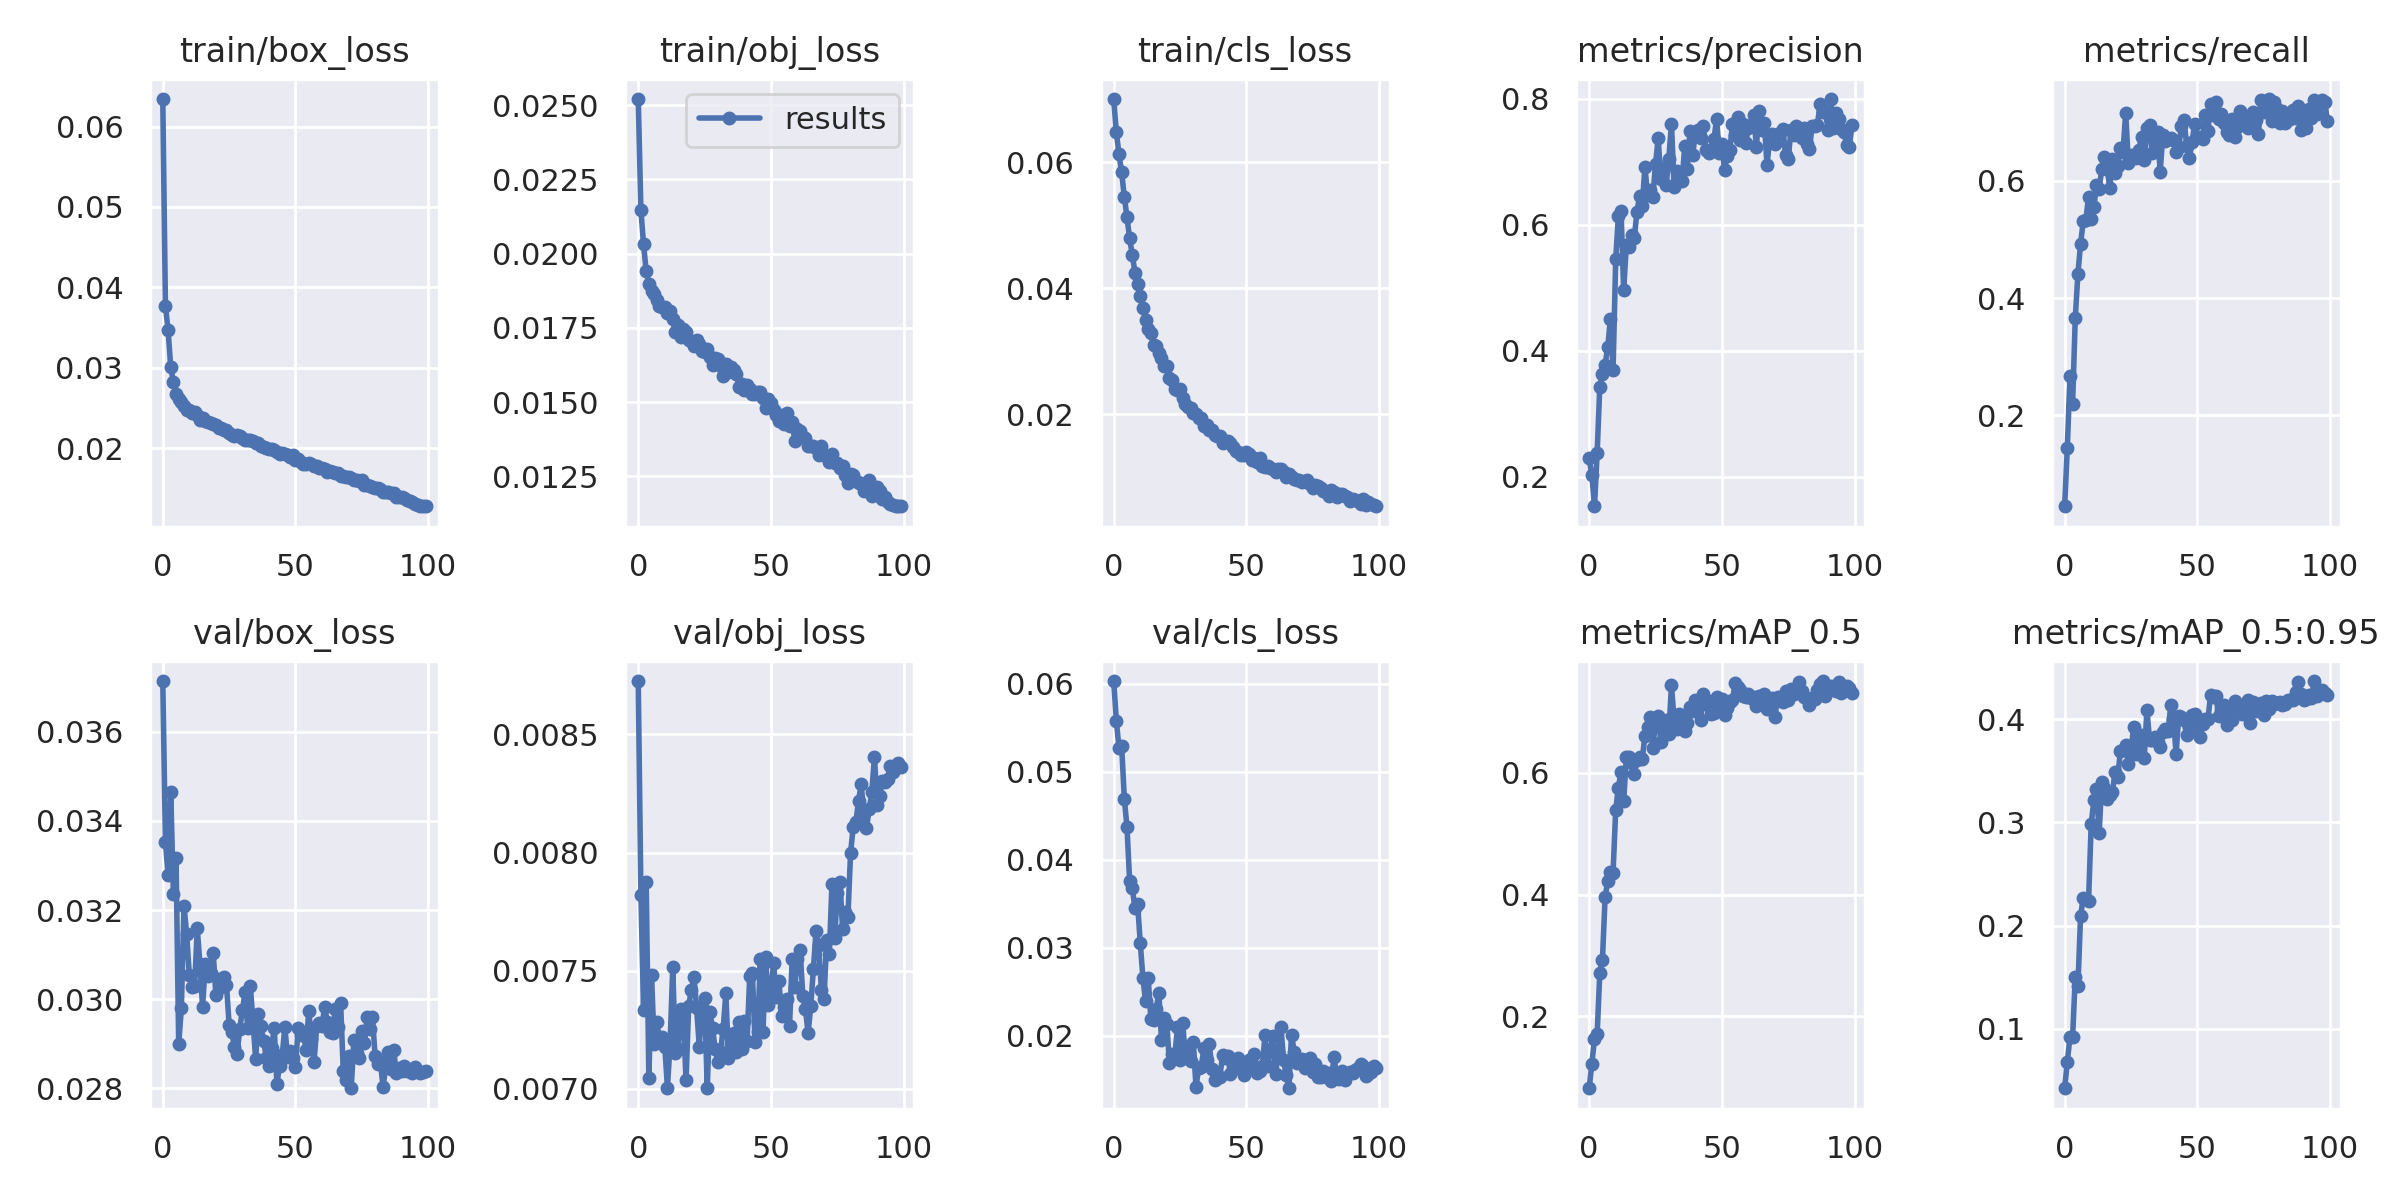 train/box_loss
0.06
0.05
0.04
0.03
0.02
0 50 100
train/obj_loss
results
0.0250
0.0225
0.0200
0.0175
0.0150
0.0125
0 50 100
train/cls_loss
0.06
0.04
0.02
0 50 100
metrics/precision
0.8
0.6
0.4
0.2
0 50 100
metrics/recall
0.6
0.4
0.2
0 50 100
val/box_loss
0.036
0.034
0.032
0.030
0.028
0 50 100
val/obj_loss
0.0085
0.0080
0.0075
0.0070
0 50 100
val/cls_loss
0.06
0.05
0.04
0.03
0.02
0 50 100
metrics/mAP_0.5
0.6
0.4
0.2
0 50 100
metrics/mAP_0.5:0.95
0.4
0.3
0.2
0.1
0 50 100